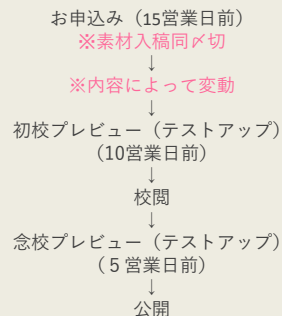 お申込み（15営業日前）
※素材入稿同〆切
↓
※内容によって変動
↓
初校プレビュー（テストアップ）
（10営業日前）
↓
校閲
↓
念校プレビュー（テストアップ）
（５営業日前）
↓
公開